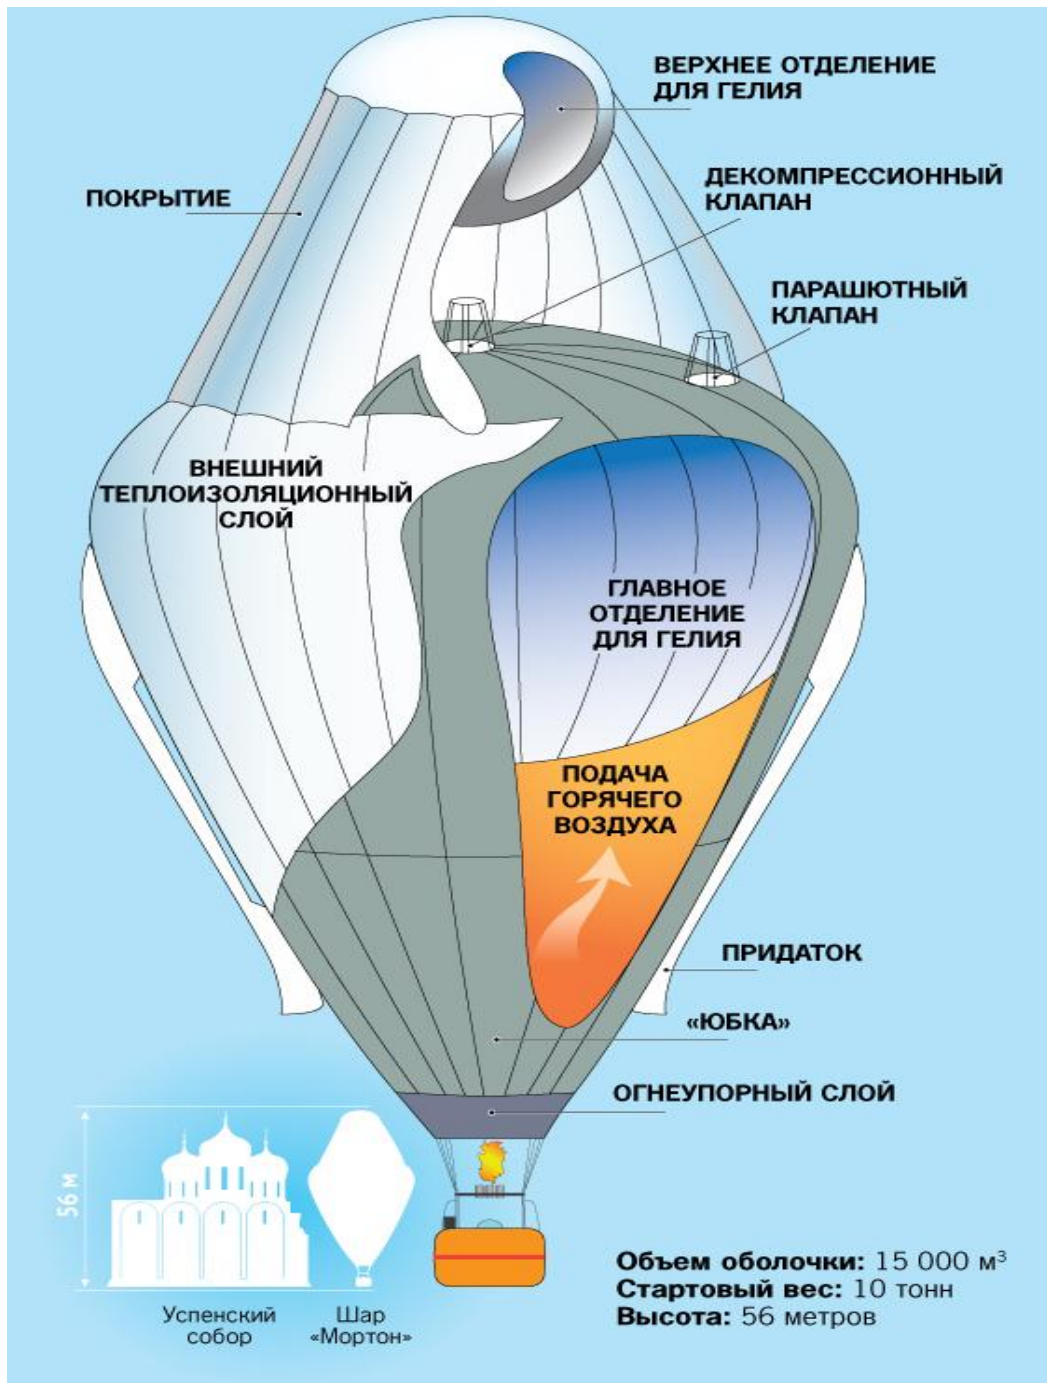 ВЕРХНЕЕ ОТДЕЛЕНИЕ
ДЛЯ ГЕЛИЯ
ДЕКОМПРЕССИОННЫЙ
КЛАПАН
ПОКРЫТИЕ
ПАРАШЮТНЫЙ
КЛАПАН
ВНЕШНИЙ
ТЕПЛОИЗОЛЯЦИОННЫЙ
СЛОЙ
ГЛАВНОЕ
ОТДЕЛЕНИЕ
ДЛЯ ГЕЛИЯ
ПОДАЧА
ГОРЯЧЕГО
ВОЗДУХА
ПРИДАТОК
«ЮБКА»
ОГНЕУПОРНЫЙ СЛОЙ
56 м
Успенский
собор
Шар
«Мортон»
Объем оболочки: 15 000 м³
Стартовый вес: 10 тонн
Высота: 56 метров